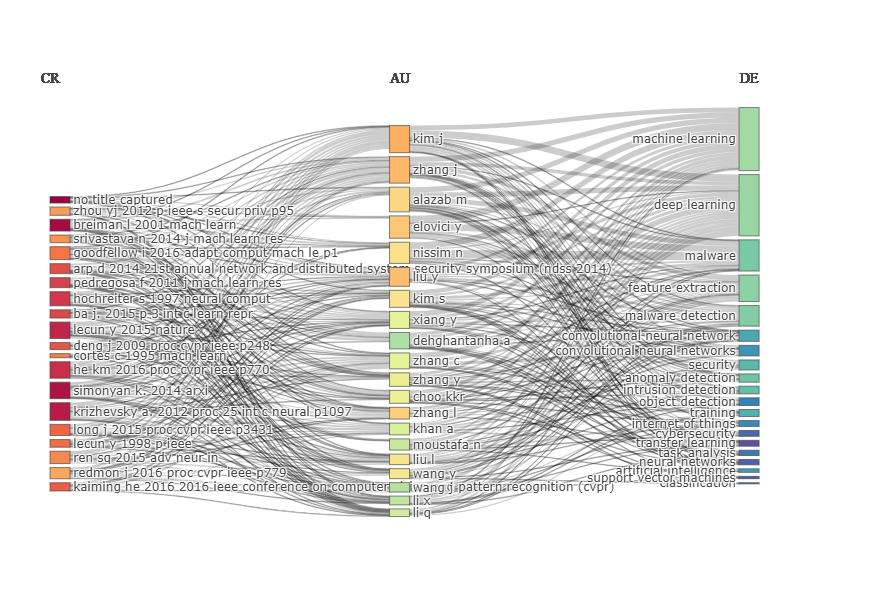 CR
AU
DE
no title captured
zhou yj 2012 p ieee s secur priv p95
breiman l 2001 mach learn
srivastava n 2014 j mach learn res
goodfellow i 2016 adapt comput mach le p1
arp d 2014 21st annual network and distributed system security symposium (ndss 2014)
pedregosa f 2011 j mach learn res
hochreiter s 1997 neural comput
ba j, 2015 p 3 int c learn repr
lecun y 2015 nature
deng j 2009 proc cvpr ieee p248
cortes c 1995 mach learn
he km 2016 proc cvpr ieee p770
simonyan k. 2014 arxi
krizhevsky a. 2012 proc 25 int c neural p1097
long j 2015 proc cvpr ieee p3431
lecun y 1998 p ieee
ren sq 2015 adv neur in
redmon j 2016 proc cvpr ieee p779
kaiming he 2016 2016 ieee conference on computer pattern recognition (cvpr)
kim j
zhang j
alazab m
elovici y
nissim n
liu y
kim s
xiang y
dehghantanha a
zhang c
zhang y
choo kkr
zhang l
khan a
moustafa n
liu l
wang y
wang j
li x
li q
machine learning
deep learning
malware
feature extraction
malware detection
convolutional neural network
convolutional neural networks
security
anomaly detection
intrusion detection
object detection
training
internet of things
cybersecurity
transfer learning
task analysis
neural networks
artificial intelligence
support vector machines
classification